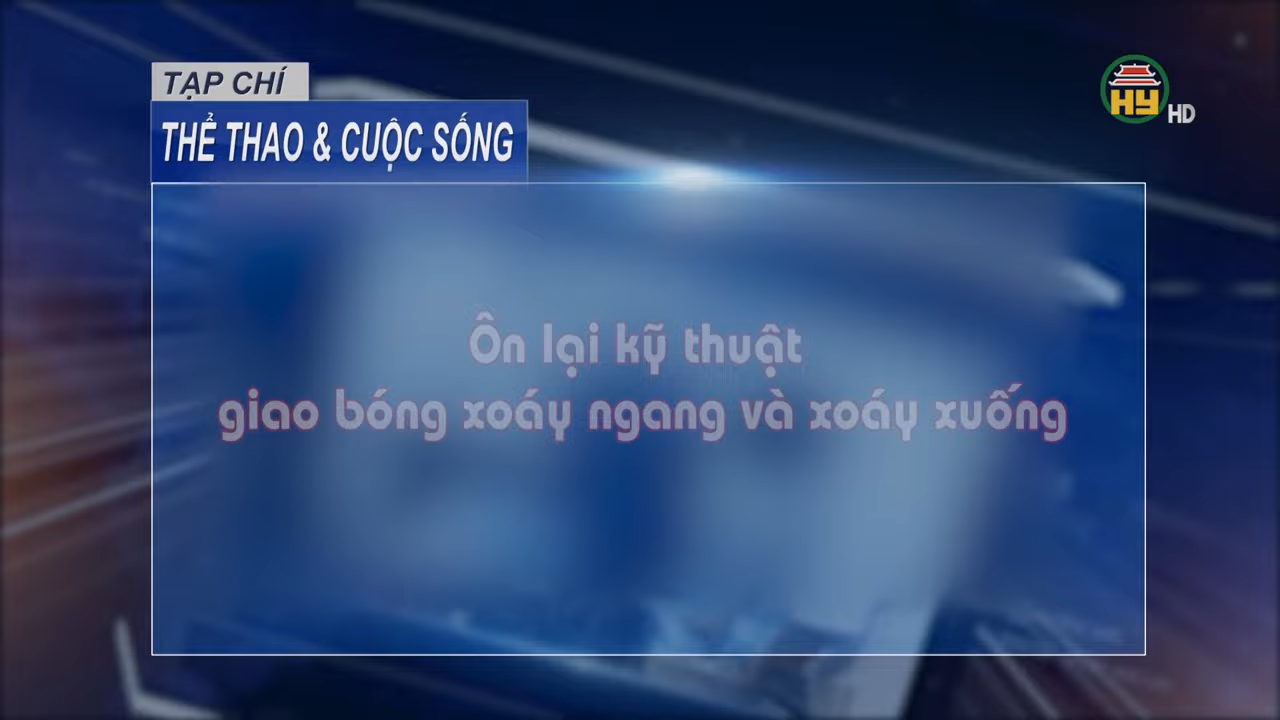 TẠP CHÍ
THỂ THAO & CUỘC SỐNG
HY HD
Ôn lại kỹ thuật
giao bóng xoáy ngang và xoáy xuống